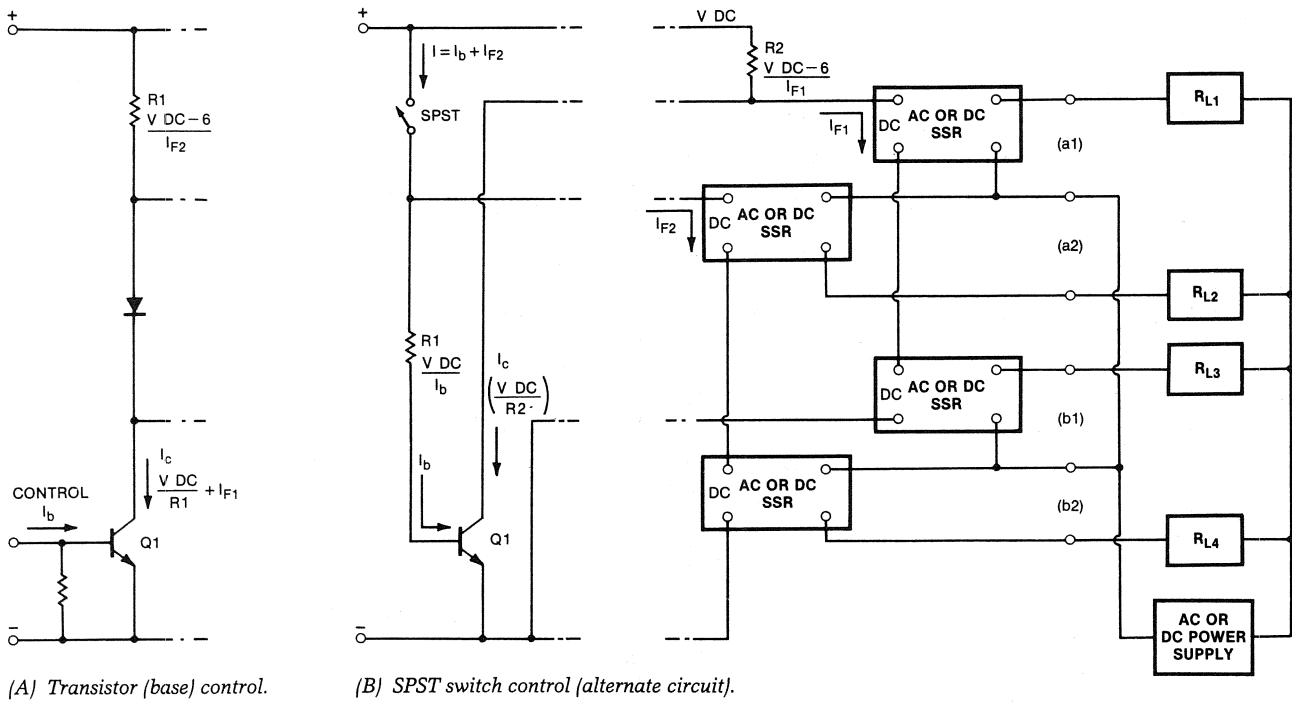 +
R1
V DC–6
I_F2
I_c
V DC
R1
+ I_F1
CONTROL
I_b
Q1
–
(A) Transistor (base) control.
+
I = I_b + I_F2
SPST
R1
V DC
I_b
I_c
(V DC
R2)
I_b
Q1
–
(B) SPST switch control (alternate circuit).
V DC
R2
V DC–6
I_F1
I_F1
DC
AC OR DC
SSR
(a1)
R_L1
I_F2
DC
AC OR DC
SSR
(a2)
R_L2
DC
AC OR DC
SSR
(b1)
R_L3
DC
AC OR DC
SSR
(b2)
R_L4
AC OR
DC POWER
SUPPLY